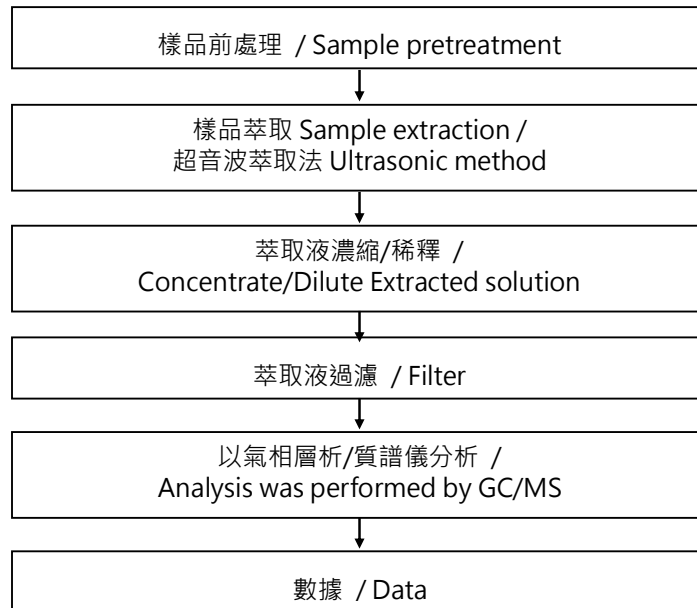 樣品前處理 / Sample pretreatment
樣品萃取 Sample extraction /
超音波萃取法 Ultrasonic method
萃取液濃縮/稀釋 /
Concentrate/Dilute Extracted solution
萃取液過濾 / Filter
以氣相層析/質譜儀分析 /
Analysis was performed by GC/MS
數據 / Data